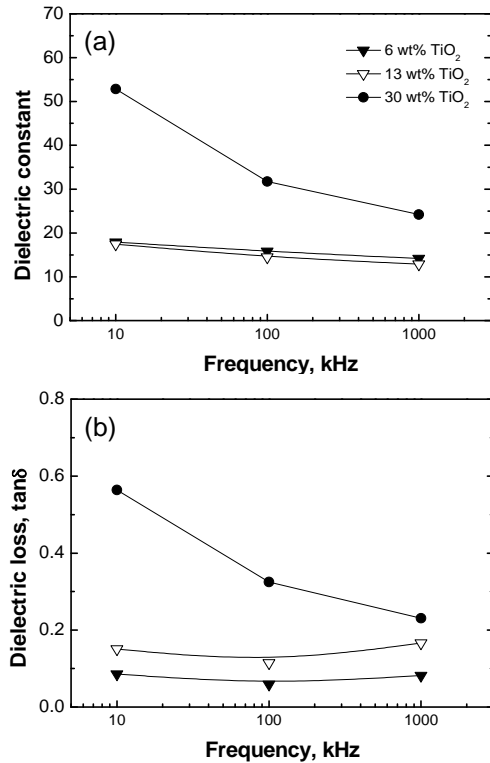 (a)
6 wt% TiO₂
13 wt% TiO₂
30 wt% TiO₂
70
60
50
40
30
20
10
0
Dielectric constant
10 100 1000
Frequency, kHz
(b)
0.8
0.6
0.4
0.2
0.0
Dielectric loss, tanδ
10 100 1000
Frequency, kHz